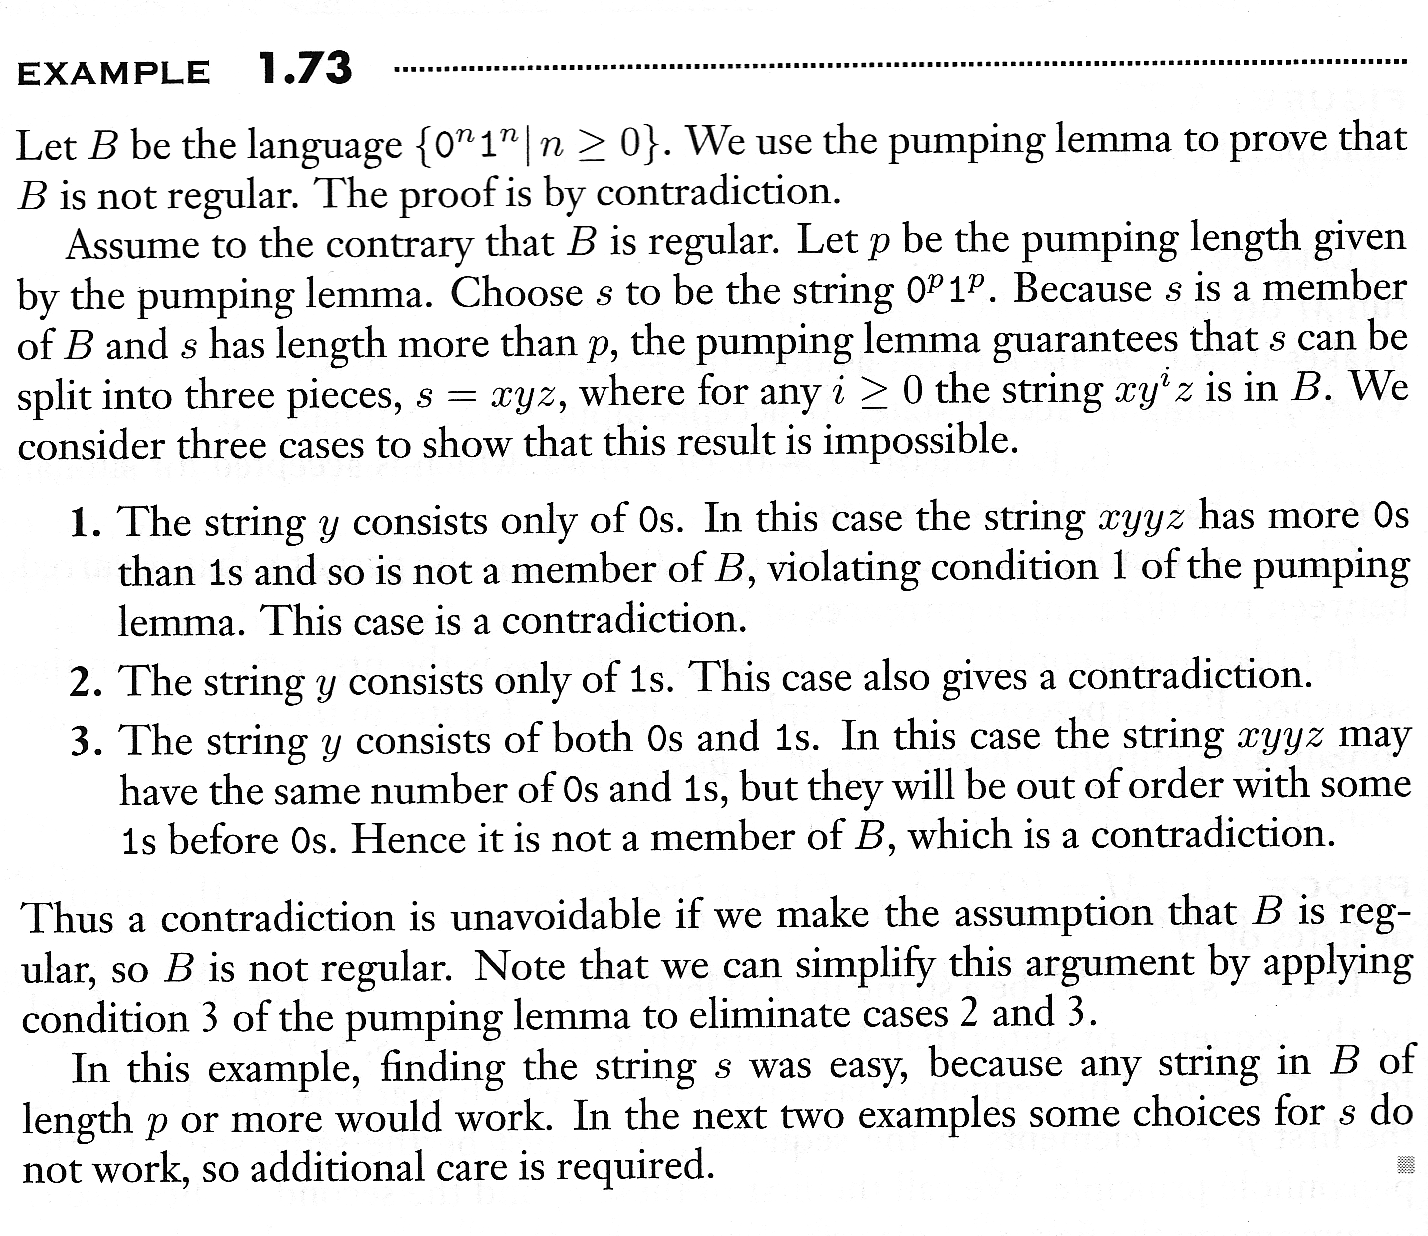 EXAMPLE 1.73
Let B be the language {0ⁿ1ⁿ| n ≥ 0}. We use the pumping lemma to prove that
B is not regular. The proof is by contradiction.
Assume to the contrary that B is regular. Let p be the pumping length given
by the pumping lemma. Choose s to be the string 0ᵖ1ᵖ. Because s is a member
of B and s has length more than p, the pumping lemma guarantees that s can be
split into three pieces, s = xyz, where for any i ≥ 0 the string xyⁱz is in B. We
consider three cases to show that this result is impossible.
1. The string y consists only of 0s. In this case the string xyyz has more 0s
than 1s and so is not a member of B, violating condition 1 of the pumping
lemma. This case is a contradiction.
2. The string y consists only of 1s. This case also gives a contradiction.
3. The string y consists of both 0s and 1s. In this case the string xyyz may
have the same number of 0s and 1s, but they will be out of order with some
1s before 0s. Hence it is not a member of B, which is a contradiction.
Thus a contradiction is unavoidable if we make the assumption that B is reg-
ular, so B is not regular. Note that we can simplify this argument by applying
condition 3 of the pumping lemma to eliminate cases 2 and 3.
In this example, finding the string s was easy, because any string in B of
length p or more would work. In the next two examples some choices for s do
not work, so additional care is required.